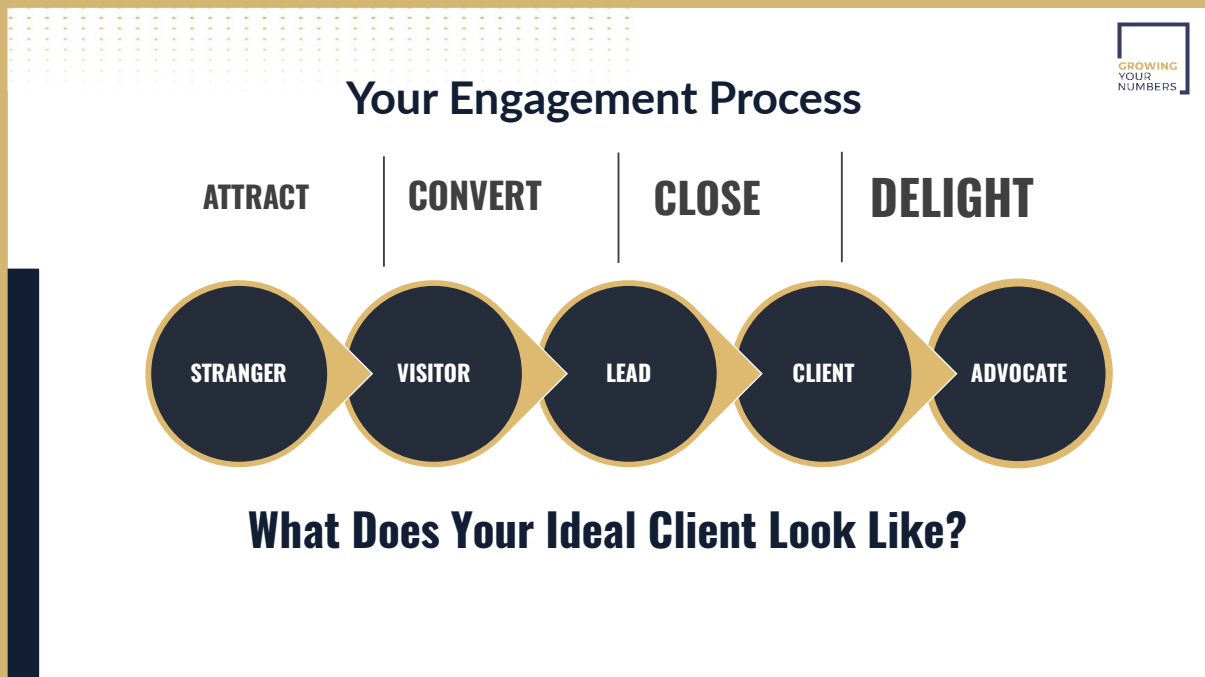 GROWING
YOUR
NUMBERS
Your Engagement Process
ATTRACT CONVERT CLOSE DELIGHT
STRANGER VISITOR LEAD CLIENT ADVOCATE
What Does Your Ideal Client Look Like?